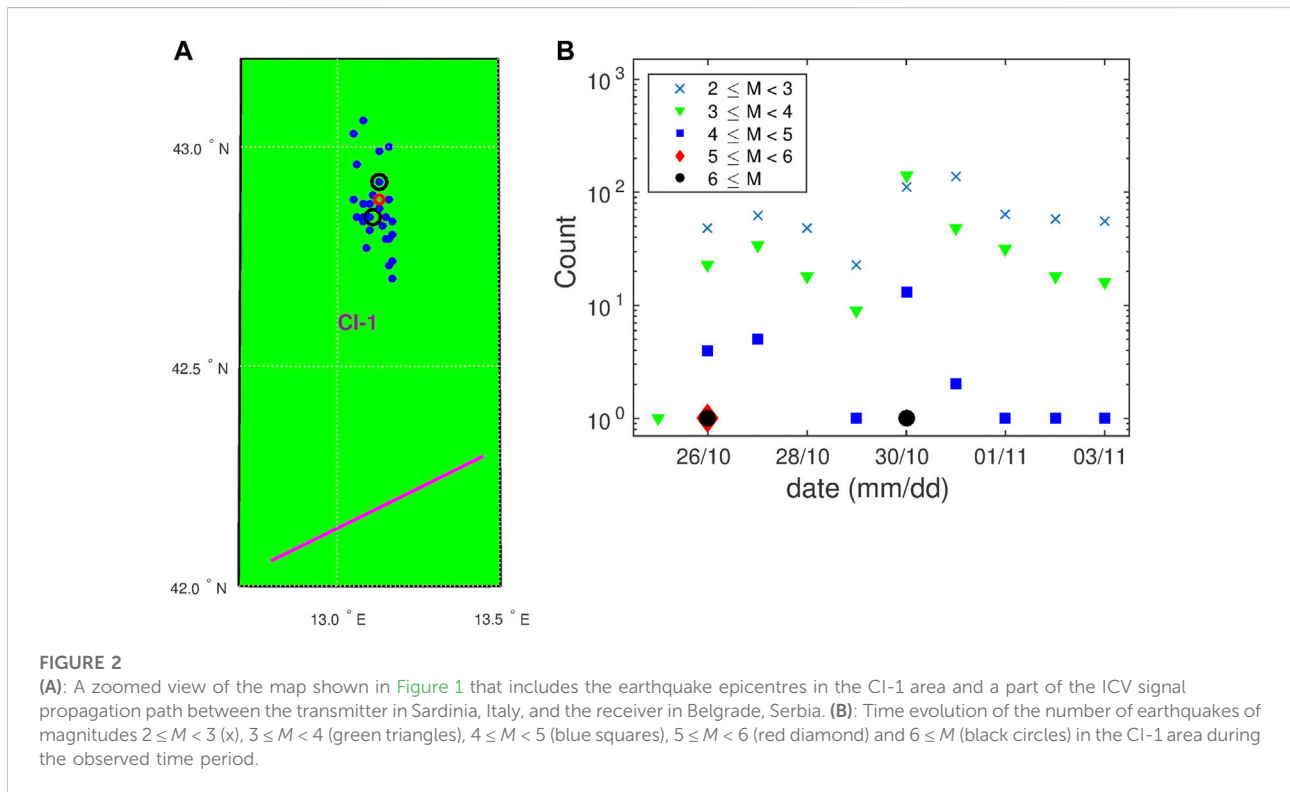 A
43.0 ° N
CI-1
42.5 ° N
42.0 ° N
13.0 ° E
13.5 ° E
B
10³
10²
10¹
10⁰
Count
2 ≤ M < 3
3 ≤ M < 4
4 ≤ M < 5
5 ≤ M < 6
6 ≤ M
26/10 28/10 30/10 01/11 03/11
date (mm/dd)
FIGURE 2
(A): A zoomed view of the map shown in Figure 1 that includes the earthquake epicentres in the CI-1 area and a part of the ICV signal
propagation path between the transmitter in Sardinia, Italy, and the receiver in Belgrade, Serbia. (B): Time evolution of the number of earthquakes of
magnitudes 2 ≤ M < 3 (x), 3 ≤ M < 4 (green triangles), 4 ≤ M < 5 (blue squares), 5 ≤ M < 6 (red diamond) and 6 ≤ M (black circles) in the CI-1 area during
the observed time period.